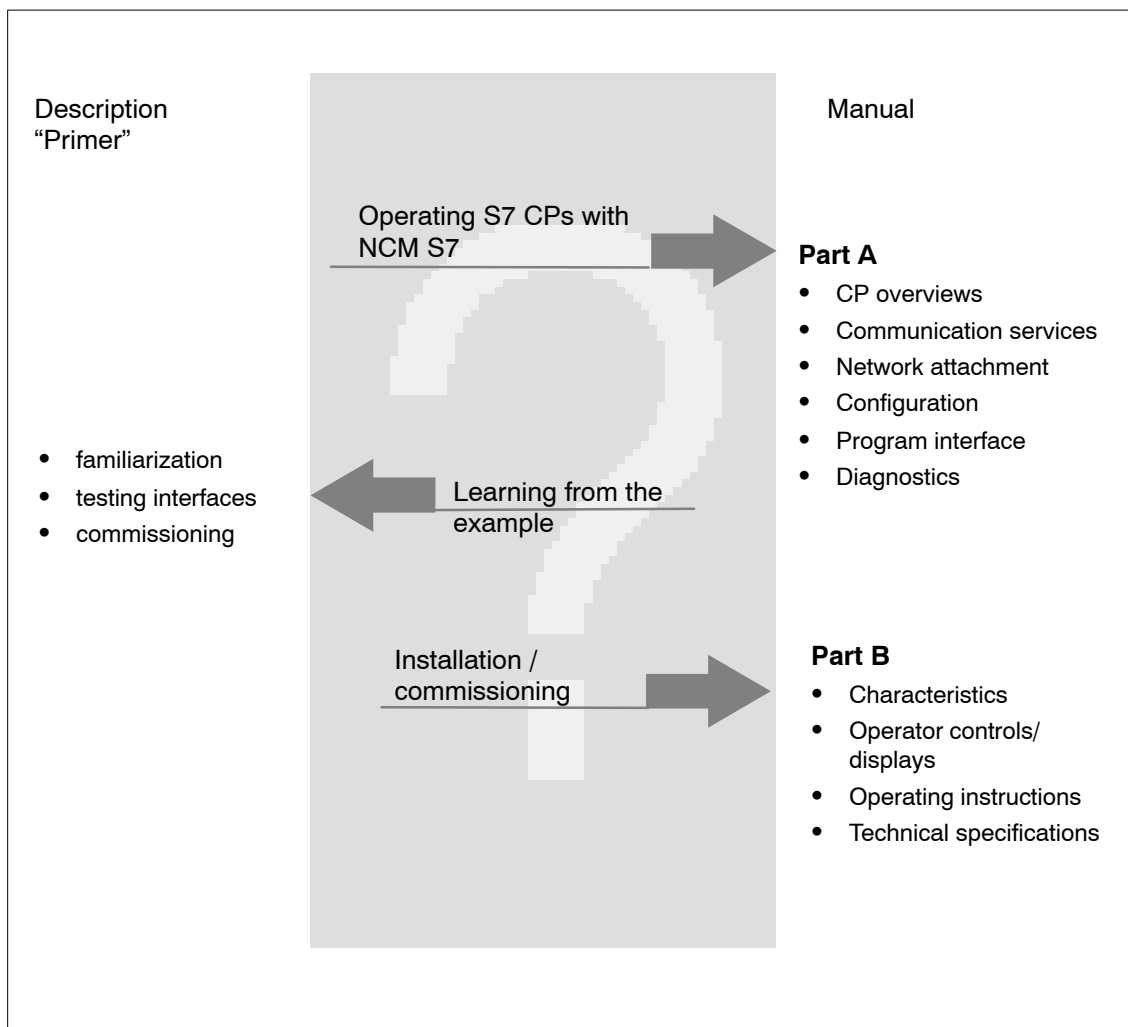 Description
“Primer”
Manual
Operating S7 CPs with
NCM S7
Part A
• CP overviews
• Communication services
• Network attachment
• Configuration
• Program interface
• Diagnostics
• familiarization
• testing interfaces
• commissioning
Learning from the
example
Installation /
commissioning
Part B
• Characteristics
• Operator controls/
displays
• Operating instructions
• Technical specifications